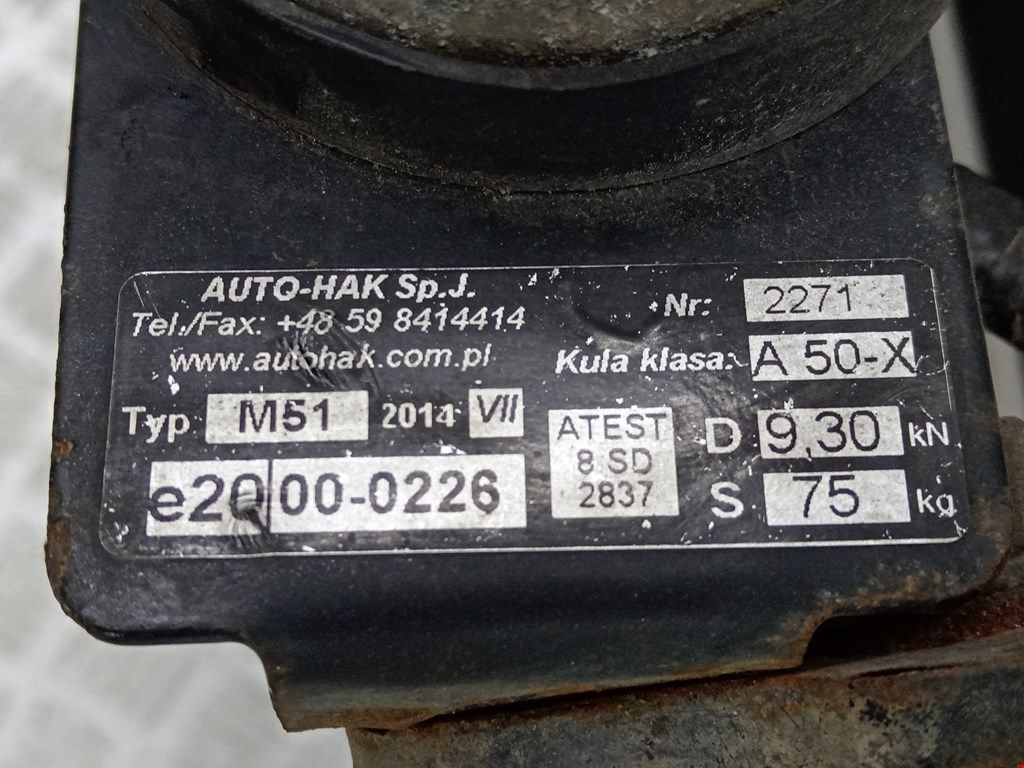 AUTO-HAK Sp.J.
Tel./Fax: +48 59 8414414
www.autohak.com.pl
Nr: 2271
Kula klasa: A 50-X
Typ M51 2014 VII
e20 00-0226
ATEST
8 SD
2837
D 9,30 kN
S 75 kg